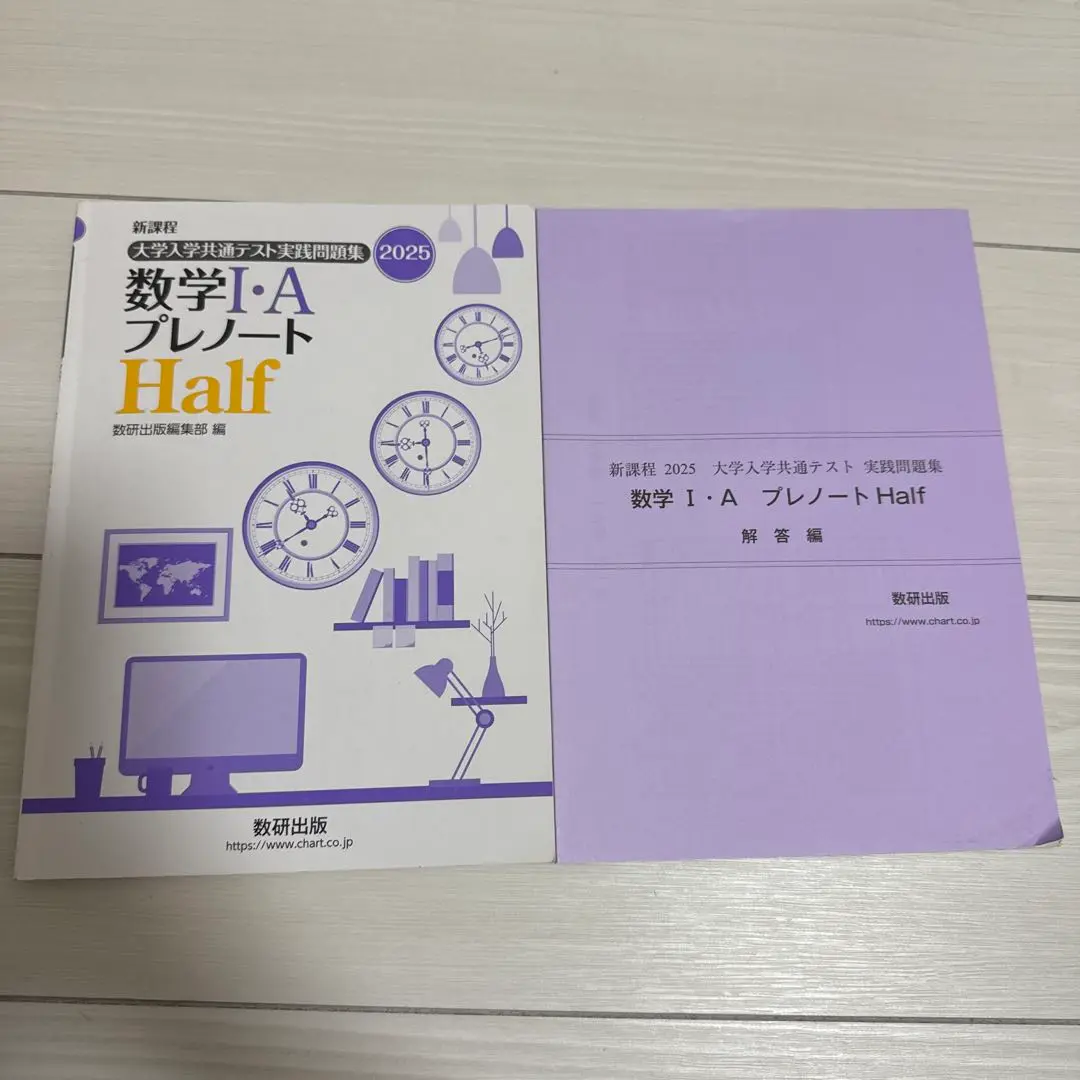 新課程
大学入学共通テスト実践問題集 2025
数学Ⅰ・A
プレノート
Half
数研出版編集部 編
数研出版
https://www.chart.co.jp
新課程 2025 大学入学共通テスト 実践問題集
数学 Ⅰ・A プレノート Half
解答編
数研出版
https://www.chart.co.jp